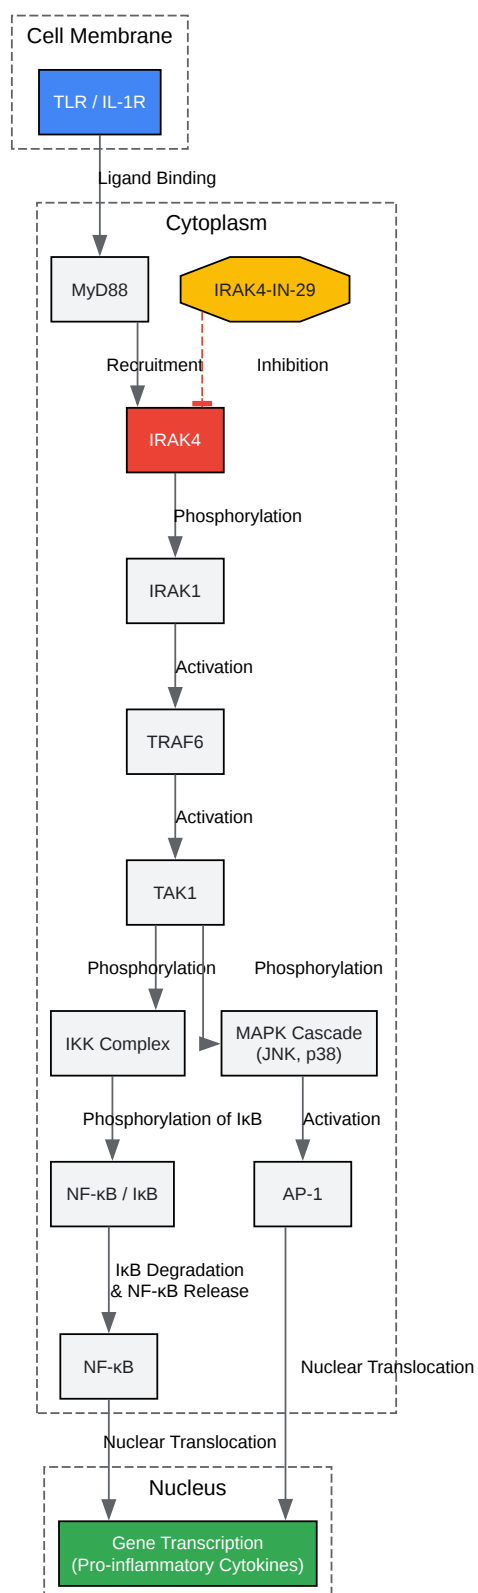 Cell Membrane
TLR / IL-1R
Ligand Binding
Cytoplasm
MyD88
IRAK4-IN-29
Recruitment
Inhibition
IRAK4
Phosphorylation
IRAK1
Activation
TRAF6
Activation
TAK1
Phosphorylation
Phosphorylation
IKK Complex
MAPK Cascade
(JNK, p38)
Phosphorylation of IκB
Activation
NF-κB / IκB
AP-1
IκB Degradation
& NF-κB Release
NF-κB
Nuclear Translocation
Nuclear Translocation
Nucleus
Gene Transcription
(Pro-inflammatory Cytokines)